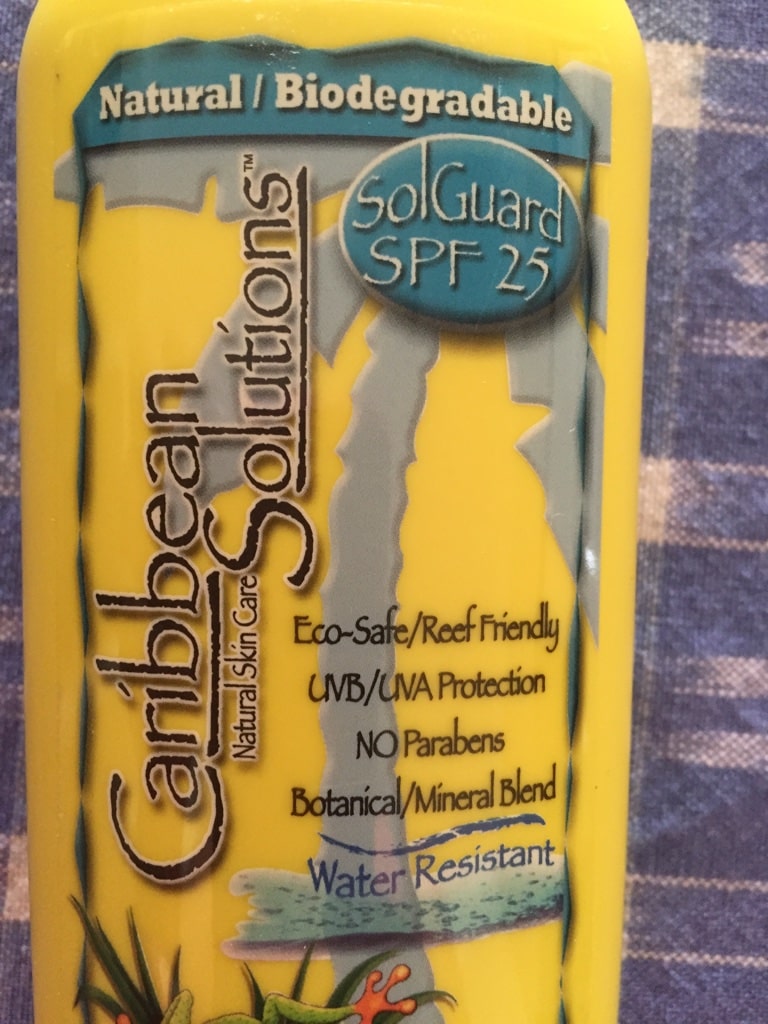 Natural / Biodegradable
SolGuard
SPF 25
Caribbean
Solutions™
Natural Skin Care
Eco-Safe/Reef Friendly
UVB/UVA Protection
NO Parabens
Botanical/Mineral Blend
Water Resistant